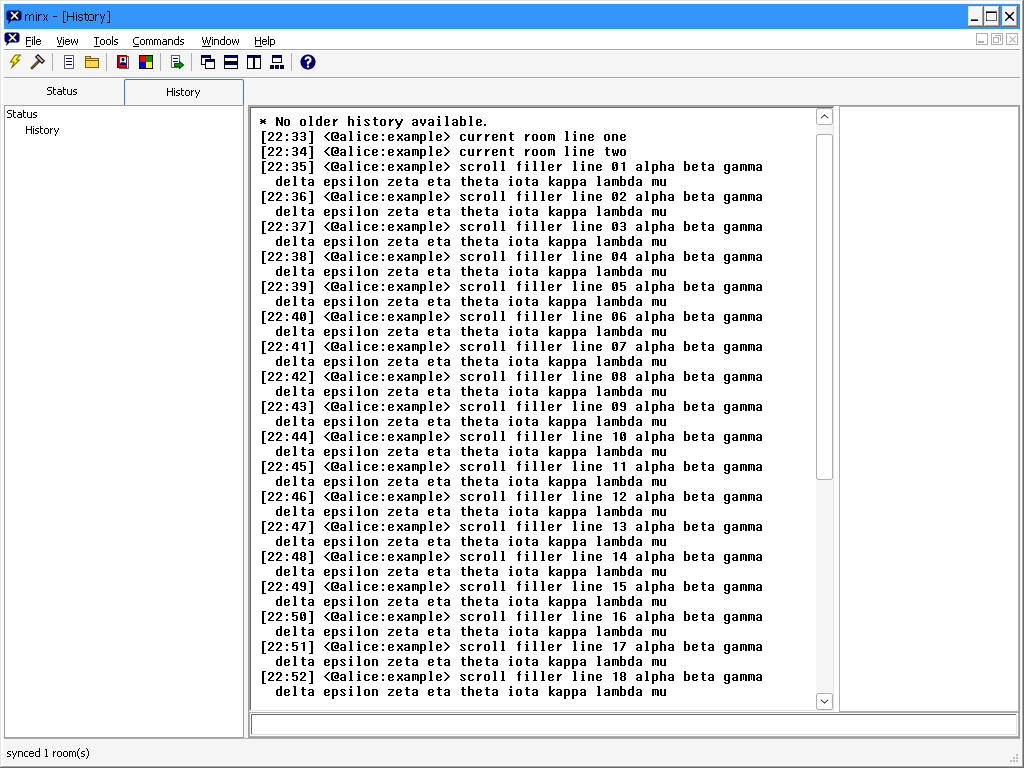 mirx - [History]
File View Tools Commands Window Help
Status History
Status
History
* No older history available.
[22:33] <@alice:example> current room line one
[22:34] <@alice:example> current room line two
[22:35] <@alice:example> scroll filler line 01 alpha beta gamma
delta epsilon zeta eta theta iota kappa lambda mu
[22:36] <@alice:example> scroll filler line 02 alpha beta gamma
delta epsilon zeta eta theta iota kappa lambda mu
[22:37] <@alice:example> scroll filler line 03 alpha beta gamma
delta epsilon zeta eta theta iota kappa lambda mu
[22:38] <@alice:example> scroll filler line 04 alpha beta gamma
delta epsilon zeta eta theta iota kappa lambda mu
[22:39] <@alice:example> scroll filler line 05 alpha beta gamma
delta epsilon zeta eta theta iota kappa lambda mu
[22:40] <@alice:example> scroll filler line 06 alpha beta gamma
delta epsilon zeta eta theta iota kappa lambda mu
[22:41] <@alice:example> scroll filler line 07 alpha beta gamma
delta epsilon zeta eta theta iota kappa lambda mu
[22:42] <@alice:example> scroll filler line 08 alpha beta gamma
delta epsilon zeta eta theta iota kappa lambda mu
[22:43] <@alice:example> scroll filler line 09 alpha beta gamma
delta epsilon zeta eta theta iota kappa lambda mu
[22:44] <@alice:example> scroll filler line 10 alpha beta gamma
delta epsilon zeta eta theta iota kappa lambda mu
[22:45] <@alice:example> scroll filler line 11 alpha beta gamma
delta epsilon zeta eta theta iota kappa lambda mu
[22:46] <@alice:example> scroll filler line 12 alpha beta gamma
delta epsilon zeta eta theta iota kappa lambda mu
[22:47] <@alice:example> scroll filler line 13 alpha beta gamma
delta epsilon zeta eta theta iota kappa lambda mu
[22:48] <@alice:example> scroll filler line 14 alpha beta gamma
delta epsilon zeta eta theta iota kappa lambda mu
[22:49] <@alice:example> scroll filler line 15 alpha beta gamma
delta epsilon zeta eta theta iota kappa lambda mu
[22:50] <@alice:example> scroll filler line 16 alpha beta gamma
delta epsilon zeta eta theta iota kappa lambda mu
[22:51] <@alice:example> scroll filler line 17 alpha beta gamma
delta epsilon zeta eta theta iota kappa lambda mu
[22:52] <@alice:example> scroll filler line 18 alpha beta gamma
delta epsilon zeta eta theta iota kappa lambda mu
synced 1 room(s)